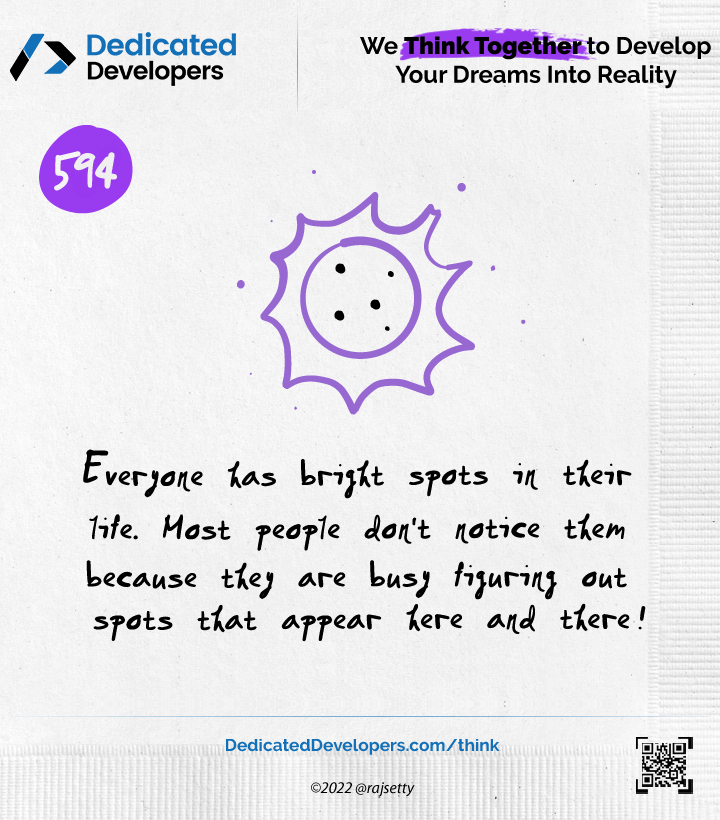 Dedicated
Developers
We Think Together to Develop
Your Dreams Into Reality
594
Everyone has bright spots in their
life. Most people don't notice them
because they are busy figuring out
spots that appear here and there!
DedicatedDevelopers.com/think
©2022 @rajsetty